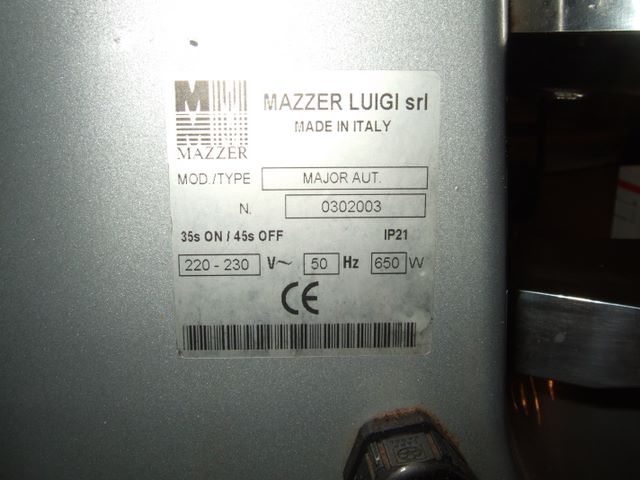 MAZZER LUIGI srl
MADE IN ITALY
MAZZER
MOD./TYPE MAJOR AUT.
N. 0302003
35s ON / 45s OFF IP21
220 - 230 V~ 50 Hz 650 W
CE